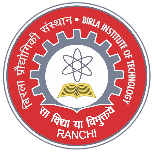 बिरला प्रौद्योगिकी संस्थान • BIRLA INSTITUTE OF TECHNOLOGY
सा विद्या या विमुक्तये
RANCHI